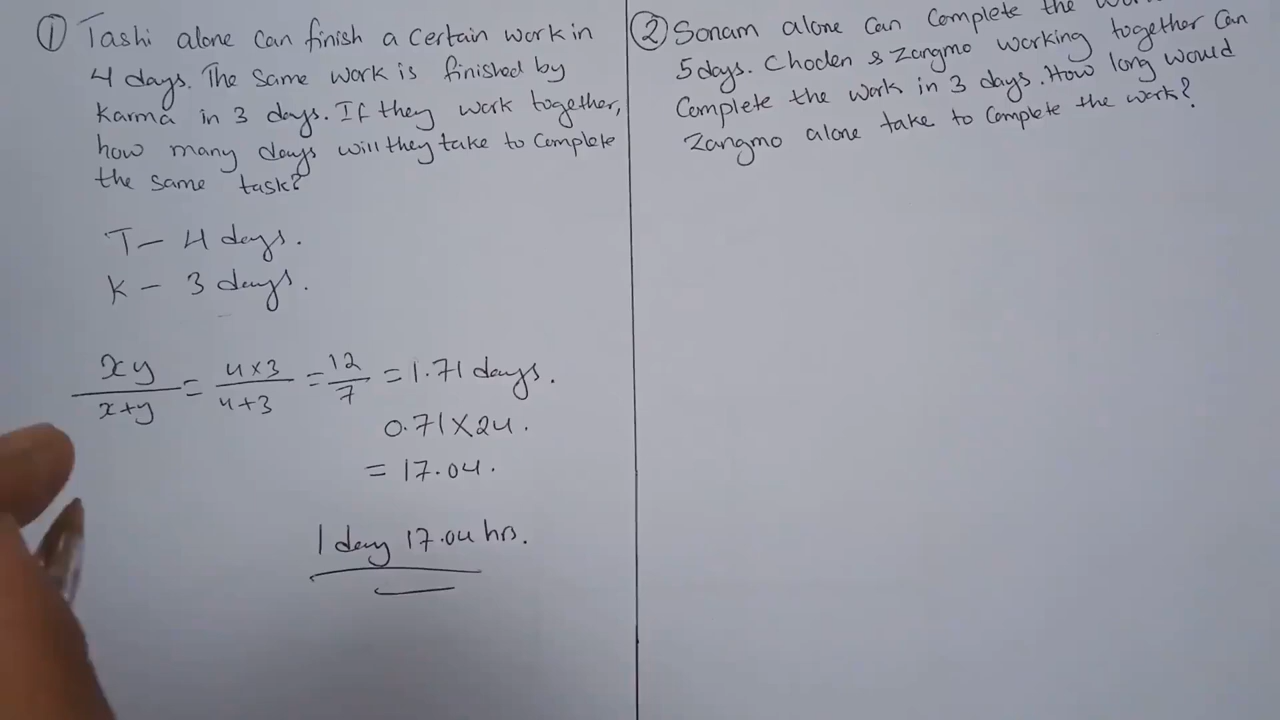 ① Tashi alone can finish a certain work in
4 days. The same work is finished by
Karma in 3 days. If they work together,
how many days will they take to complete
the same task?
T - 4 days.
K - 3 days.
xy/x+y = 4×3/4+3 = 12/7 = 1.71 days.
0.71×24.
= 17.04.
1 day 17.04 hrs.
② Sonam alone can complete the
5 days. Choden & Zangmo working together can
complete the work in 3 days. How long would
Zangmo alone take to complete the work?